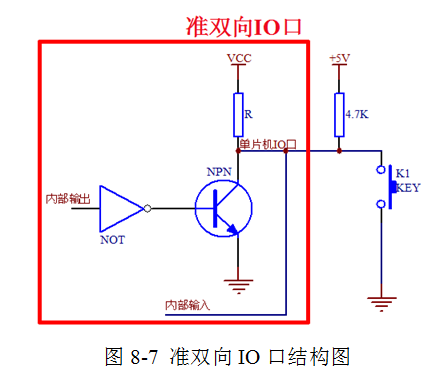 准双向IO口
VCC
+5V
R
4.7K
单片机IO口
NPN
K1
KEY
内部输出
NOT
内部输入
图 8-7 准双向 IO 口结构图